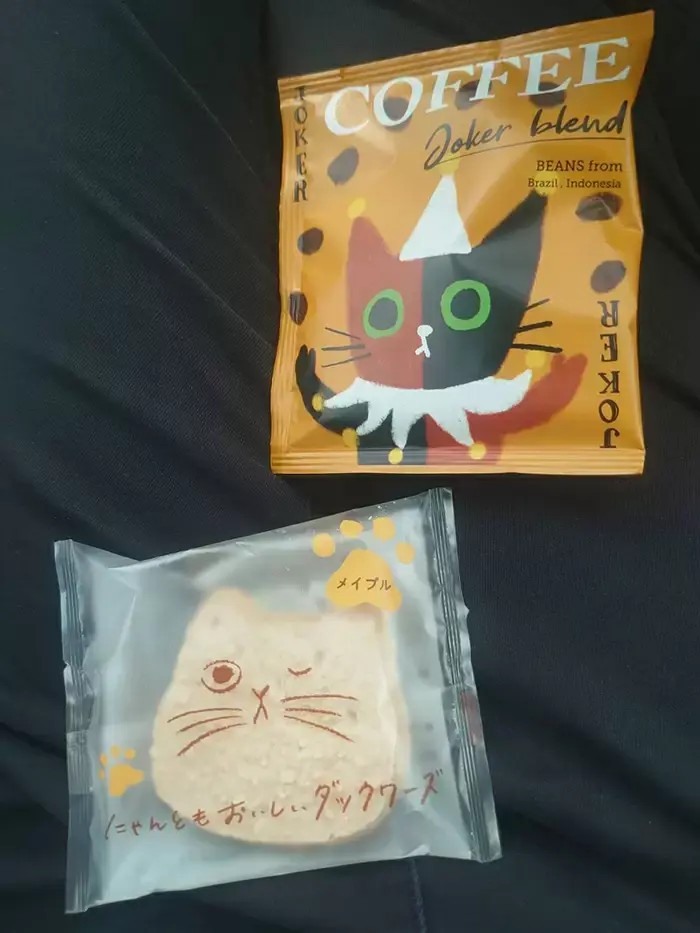 COFFEE
Joker blend
BEANS from
Brazil, Indonesia
JOKER
JOKER
メイプル
にゃんともおいしいダックワーズ